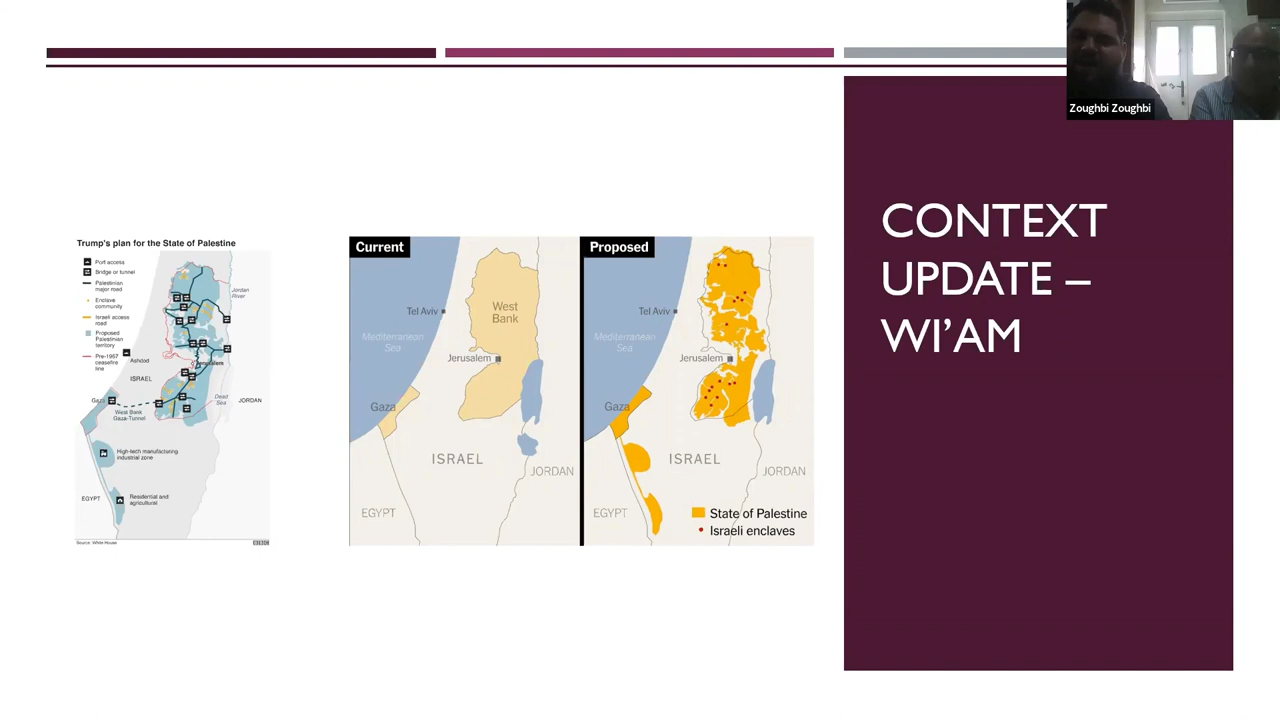 Zoughbi Zoughbi
CONTEXT
UPDATE –
WI'AM
Trump's plan for the State of Palestine
Port access
Bridge or tunnel
Palestinian
major road
Enclave
community
Israeli access
road
Proposed
Palestinian
territory
Pre-1967
ceasefire
line
Jordan
River
Ashdod
Jerusalem
ISRAEL
Dead
Sea
JORDAN
Gaza
West Bank
Gaza-Tunnel
High-tech manufacturing
industrial zone
EGYPT
Residential and
agricultural
Source: White House
BBC
Current
Tel Aviv
West
Bank
Mediterranean
Sea
Jerusalem
Gaza
ISRAEL
JORDAN
EGYPT
Proposed
Tel Aviv
Mediterranean
Sea
Jerusalem
Gaza
ISRAEL
JORDAN
EGYPT
State of Palestine
Israeli enclaves